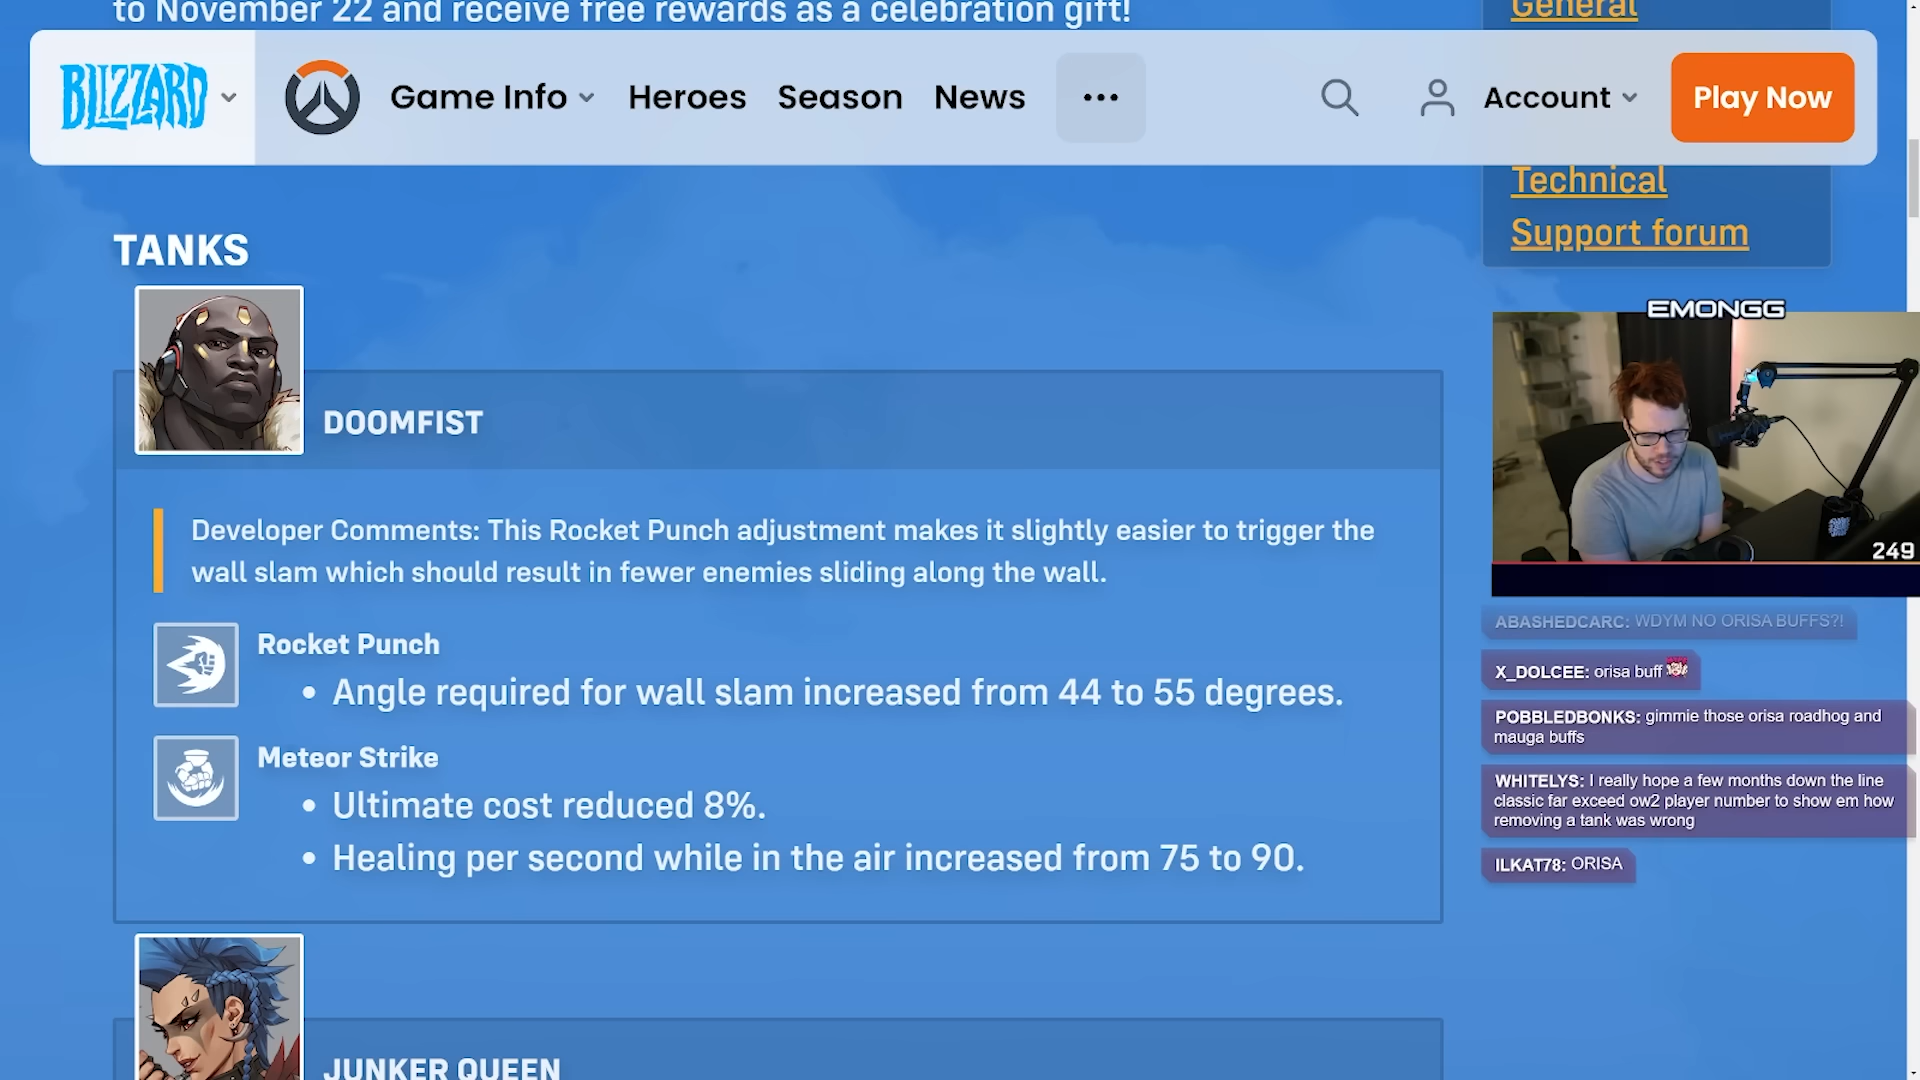 to November 22 and receive free rewards as a celebration gift!
General
BLIZZARD
Game Info
Heroes
Season
News
Account
Play Now
Technical
Support forum
TANKS
DOOMFIST
Developer Comments: This Rocket Punch adjustment makes it slightly easier to trigger the
wall slam which should result in fewer enemies sliding along the wall.
Rocket Punch
• Angle required for wall slam increased from 44 to 55 degrees.
Meteor Strike
• Ultimate cost reduced 8%.
• Healing per second while in the air increased from 75 to 90.
JUNKER QUEEN
EMONGG
249
ABASHEDCARC: WDYM NO ORISA BUFFS?!
X_DOLCEE: orisa buff
POBBLEDBONKS: gimmie those orisa roadhog and
mauga buffs
WHITELYS: I really hope a few months down the line
classic far exceed ow2 player number to show em how
removing a tank was wrong
ILKAT78: ORISA